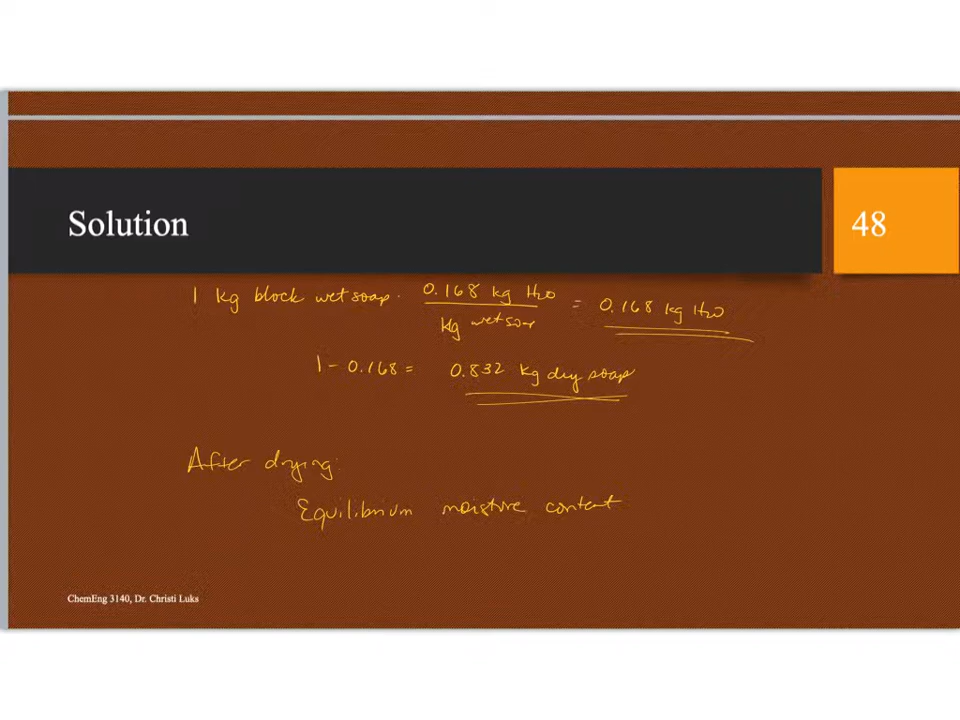 Solution
48
1 kg block wet soap · 0.168 kg H2O / kg wet soap = 0.168 kg H2O
1 - 0.168 = 0.832 kg dry soap
After drying:
Equilibrium moisture content
ChemEng 3140, Dr. Christi Luks